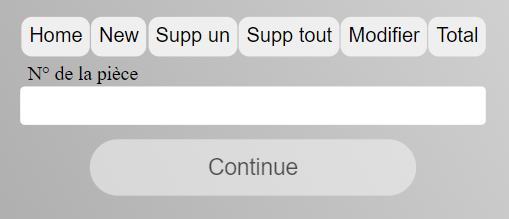 Home New Supp un Supp tout Modifier Total
N° de la pièce
Continue